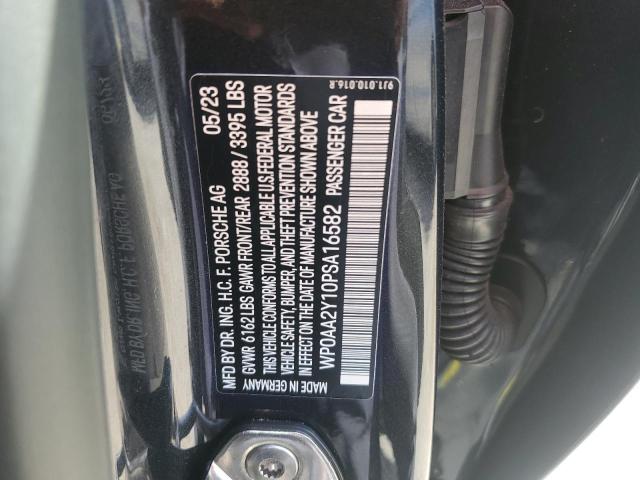 MFD BY DR. ING. H.C. F. PORSCHE AG 05/23
GVWR 6162 LBS GAWR FRONT/REAR 2888 / 3395 LBS
THIS VEHICLE CONFORMS TO ALL APPLICABLE U.S.FEDERAL MOTOR
VEHICLE SAFETY, BUMPER, AND THEFT PREVENTION STANDARDS
IN EFFECT ON THE DATE OF MANUFACTURE SHOWN ABOVE
WP0AA2Y10PSA16582 PASSENGER CAR
MADE IN GERMANY
9J1.010.016.R